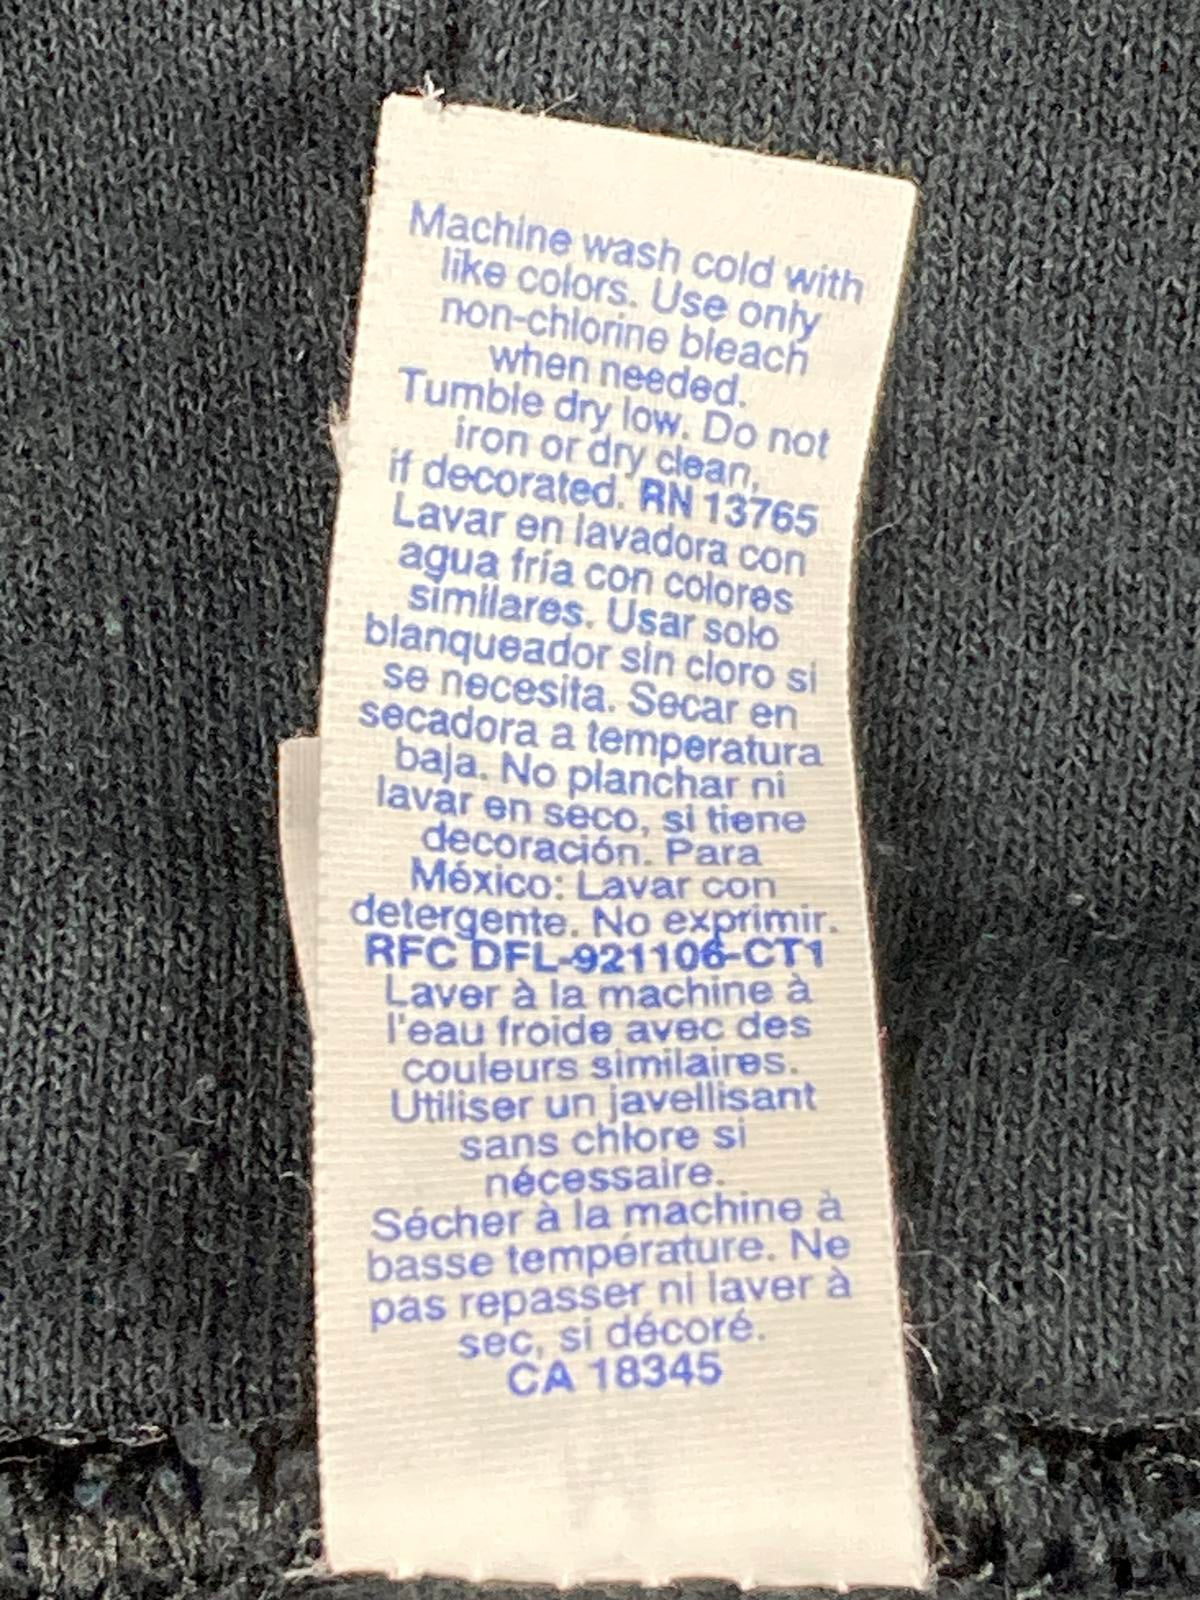 Machine wash cold with
like colors. Use only
non-chlorine bleach
when needed.
Tumble dry low. Do not
iron or dry clean,
if decorated. RN 13765
Lavar en lavadora con
agua fría con colores
similares. Usar solo
blanqueador sin cloro si
se necesita. Secar en
secadora a temperatura
baja. No planchar ni
lavar en seco, si tiene
decoración. Para
México: Lavar con
detergente. No exprimir.
RFC DFL-921106-CT1
Laver à la machine à
l'eau froide avec des
couleurs similaires.
Utiliser un javellisant
sans chlore si
nécessaire.
Sécher à la machine à
basse température. Ne
pas repasser ni laver à
sec, si décoré.
CA 18345